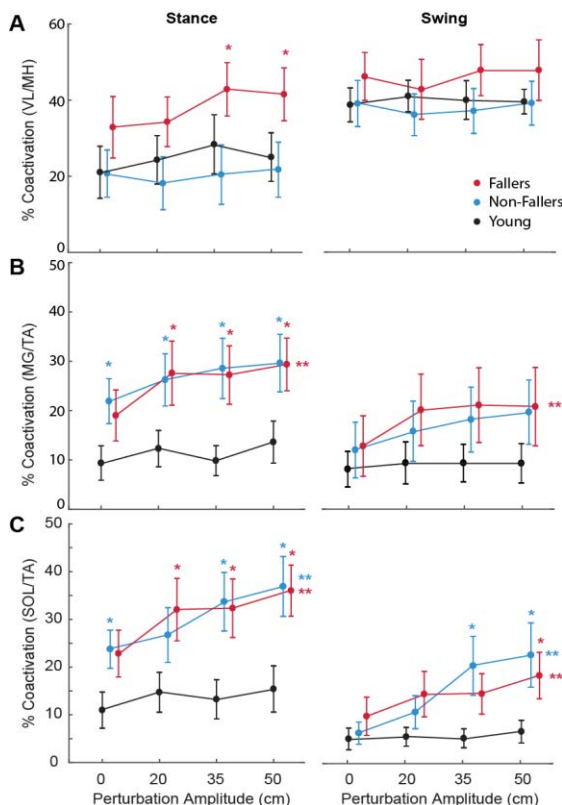 Stance
Swing
A
% Coactivation (VL/MH)
60
40
20
0
* *
Fallers
Non-Fallers
Young
B
% Coactivation (MG/TA)
50
40
30
20
10
0
* * * * * * *
**
**
C
% Coactivation (SOL/TA)
50
40
30
20
10
0
* * * * * *
**
**
* * *
**
**
0 20 35 50
0 20 35 50
Perturbation Amplitude (cm)
Perturbation Amplitude (cm)